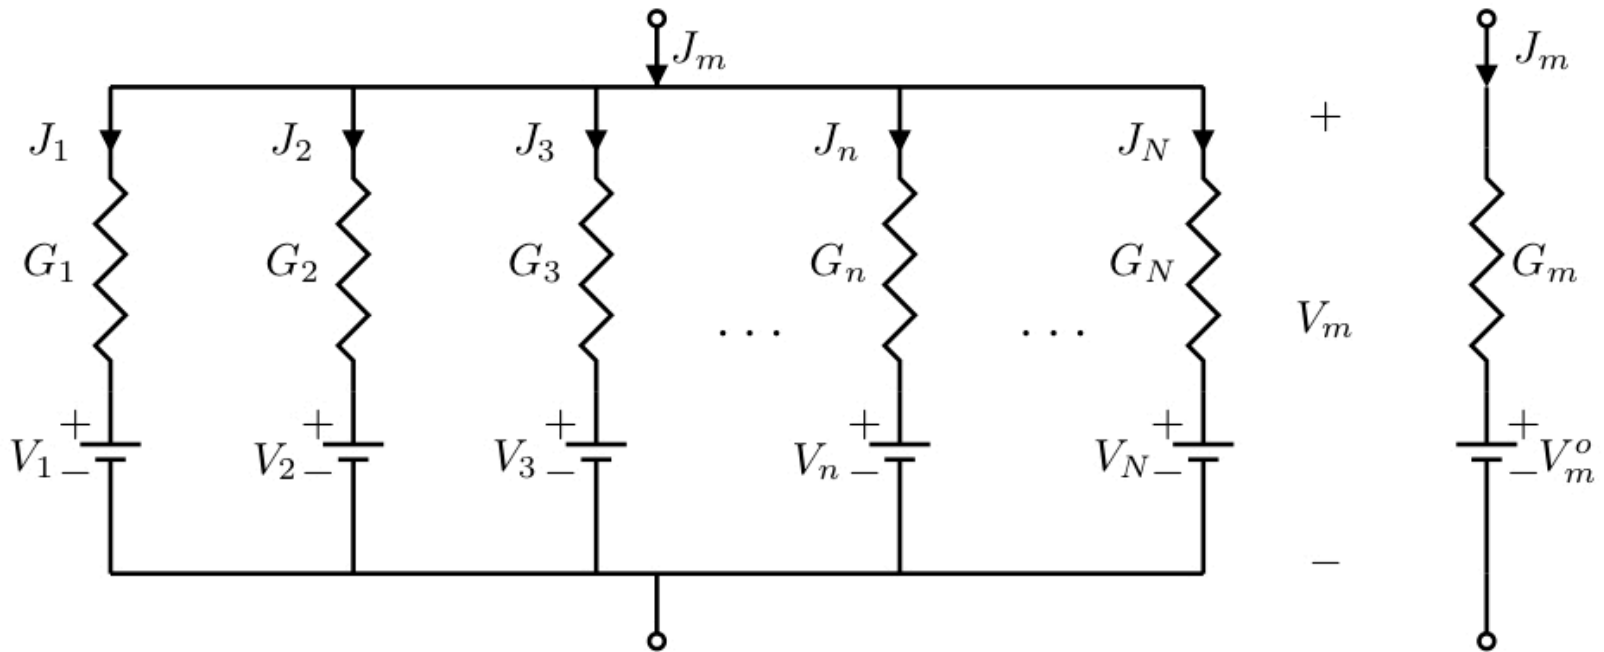 J_m J_m
+
J_1 J_2 J_3 J_n J_N
G_1 G_2 G_3 G_n G_N G_m
... ... V_m
+ + + + + +
V_1 − V_2 − V_3 − V_n − V_N − − V_m^o
−